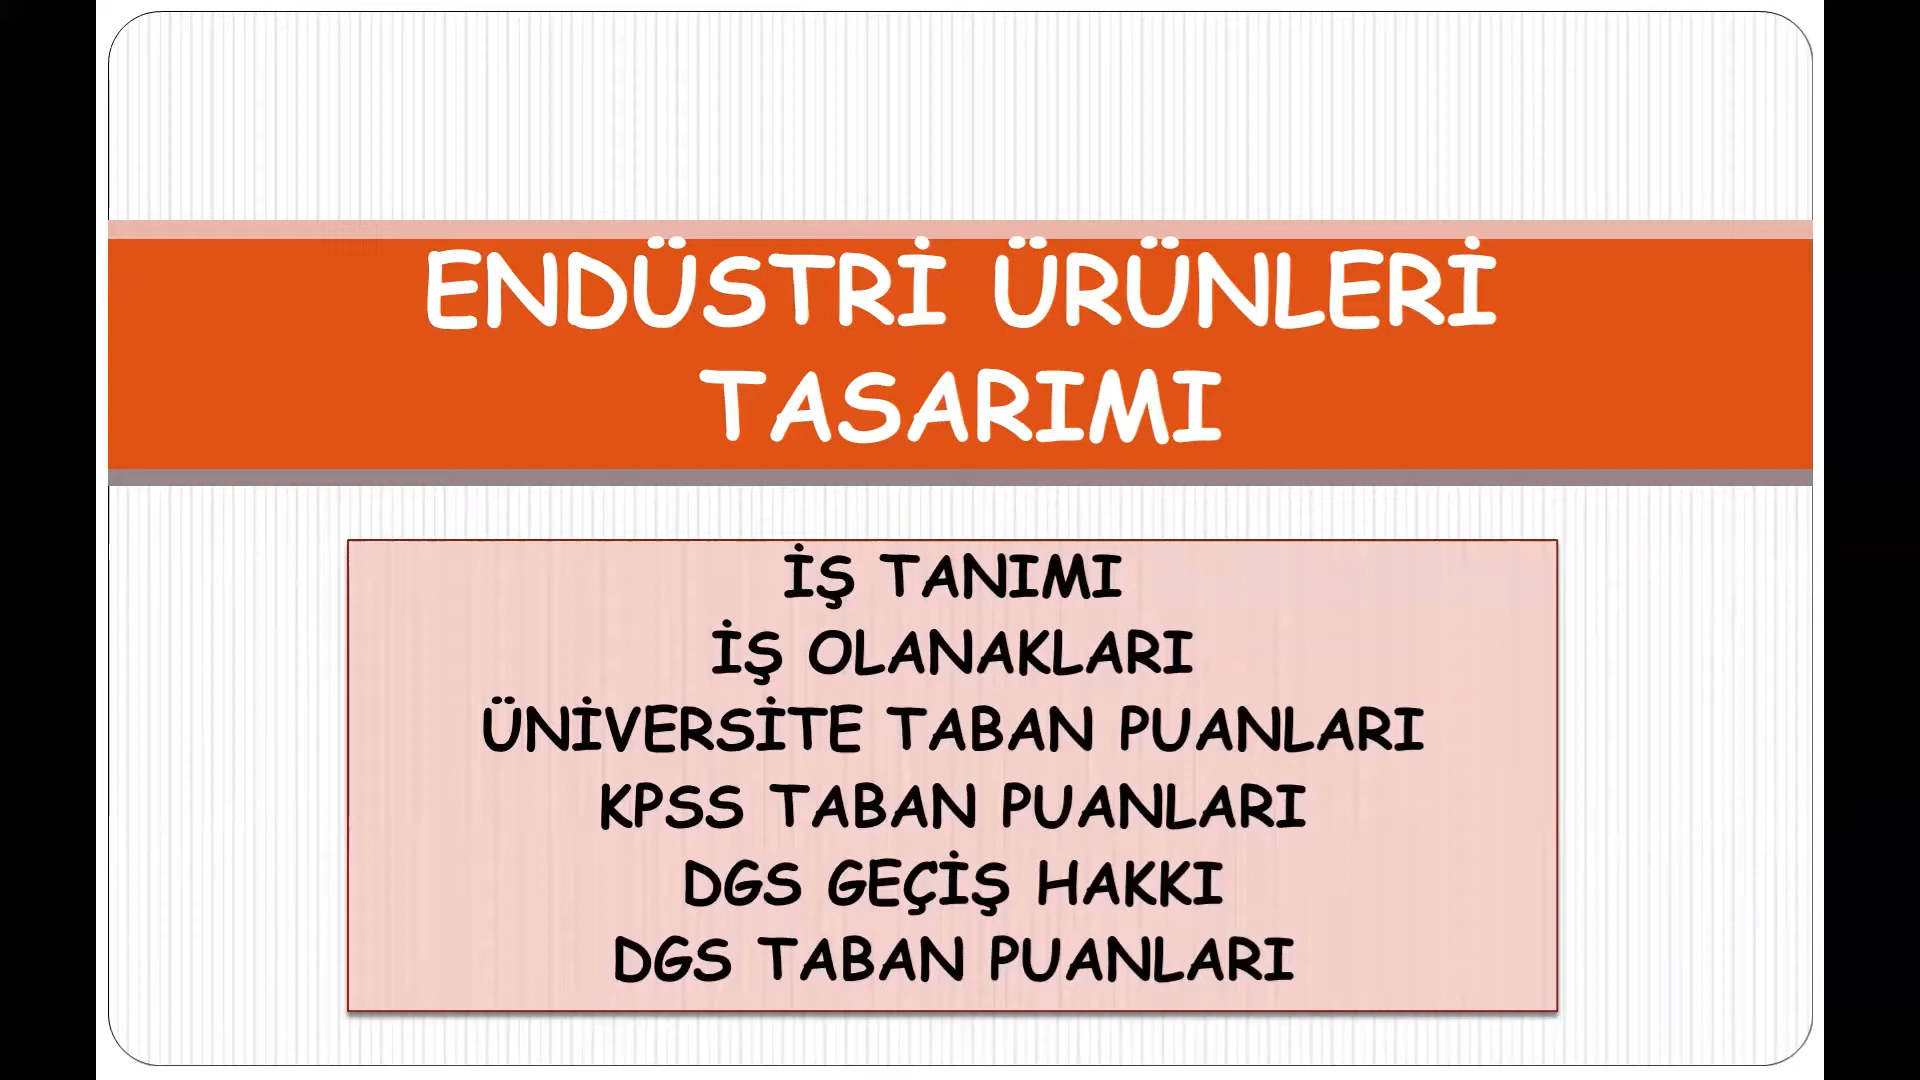 ENDÜSTRİ ÜRÜNLERİ
TASARIMI
İŞ TANIMI
İŞ OLANAKLARI
ÜNİVERSİTE TABAN PUANLARI
KPSS TABAN PUANLARI
DGS GEÇİŞ HAKKI
DGS TABAN PUANLARI